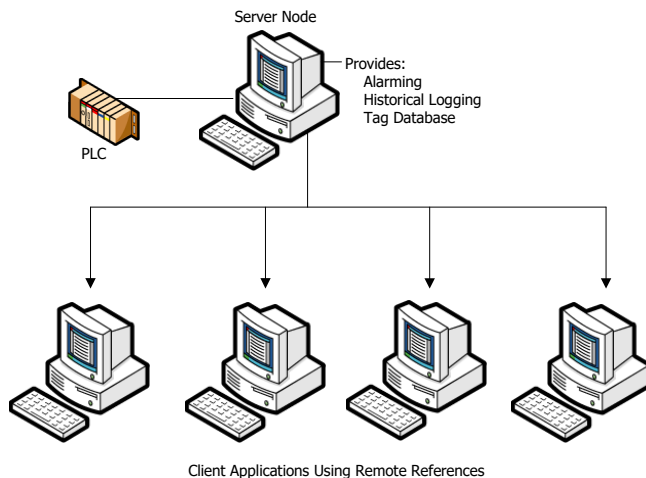 Server Node
Provides:
Alarming
Historical Logging
Tag Database
PLC
Client Applications Using Remote References